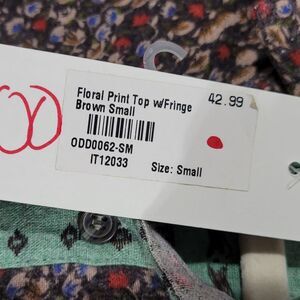 Floral Print Top w/Fringe 42.99
Brown Small
ODD0062-SM
IT12033 Size: Small